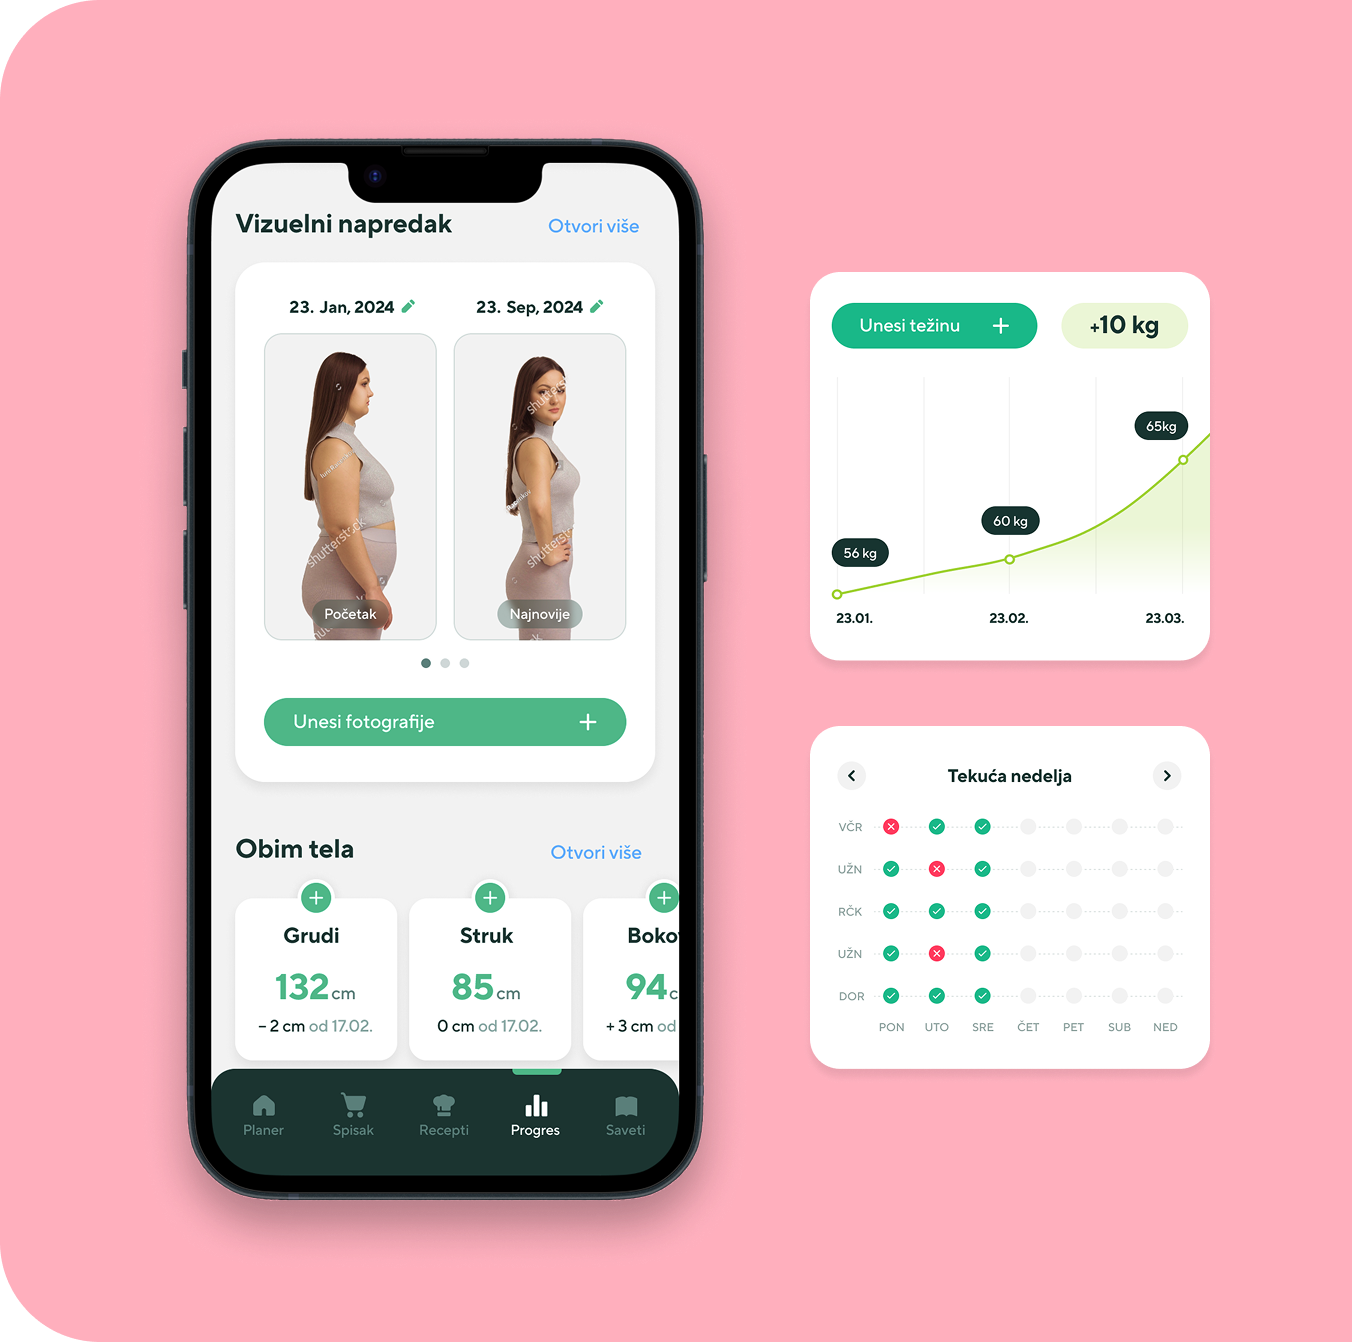 Vizuelni napredak
Otvori više
23. Jan, 2024
23. Sep, 2024
shutterstock
shutterstock
shutterstock
Početak
Najnovije
Unesi fotografije
Obim tela
Otvori više
Grudi
132 cm
– 2 cm od 17.02.
Struk
85 cm
0 cm od 17.02.
Boko
94 c
+ 3 cm od
Planer
Spisak
Recepti
Progres
Saveti
Unesi težinu
+10 kg
65kg
60 kg
56 kg
23.01.
23.02.
23.03.
Tekuća nedelja
VČR
UŽN
RČK
UŽN
DOR
PON UTO SRE ČET PET SUB NED